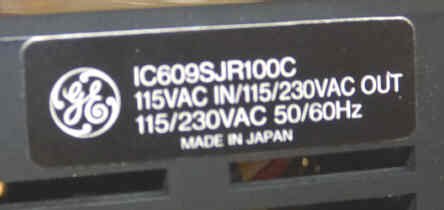 IC609SJR100C
115VAC IN/115/230VAC OUT
115/230VAC 50/60Hz
MADE IN JAPAN